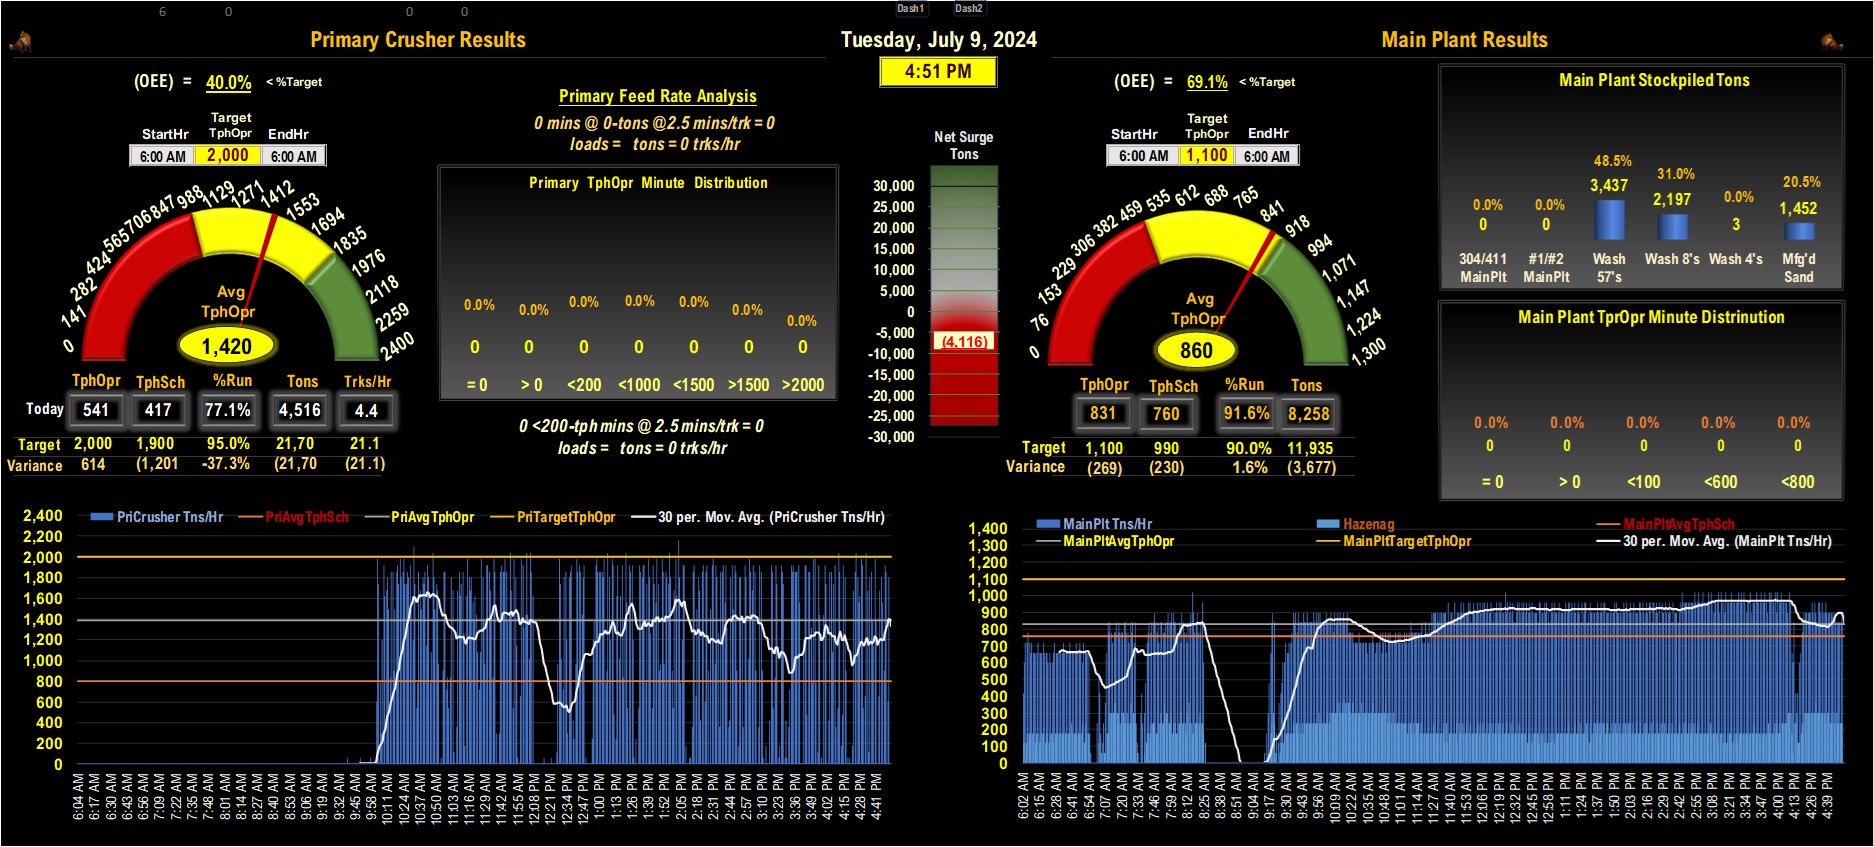 6 0 0 0 Dash1 Dash2
Primary Crusher Results
Tuesday, July 9, 2024
Main Plant Results
4:51 PM
(OEE) = 40.0% < %Target
Target
StartHr TphOpr EndHr
6:00 AM 2,000 6:00 AM
0 141 282 424 565 706 847 988 1129 1271 1412 1553 1694 1835 1976 2118 2259 2400
Avg
TphOpr
1,420
TphOpr TphSch %Run Tons Trks/Hr
Today 541 417 77.1% 4,516 4.4
Target 2,000 1,900 95.0% 21,70 21.1
Variance 614 (1,201 -37.3% (21,70 (21.1)
Primary Feed Rate Analysis
0 mins @ 0-tons @2.5 mins/trk = 0
loads = tons = 0 trks/hr
Primary TphOpr Minute Distribution
0.0% 0.0% 0.0% 0.0% 0.0% 0.0% 0.0%
0 0 0 0 0 0 0
= 0 > 0 <200 <1000 <1500 >1500 >2000
0 <200-tph mins @ 2.5 mins/trk = 0
loads = tons = 0 trks/hr
Net Surge
Tons
30,000
25,000
20,000
15,000
10,000
5,000
0
-5,000
(4,116)
-10,000
-15,000
-20,000
-25,000
-30,000
(OEE) = 69.1% < %Target
Target
StartHr TphOpr EndHr
6:00 AM 1,100 6:00 AM
0 76 153 229 306 382 459 535 612 688 765 841 918 994 1,071 1,147 1,224 1,300
Avg
TphOpr
860
TphOpr TphSch %Run Tons
831 760 91.6% 8,258
Target 1,100 990 90.0% 11,935
Variance (269) (230) 1.6% (3,677)
Main Plant Stockpiled Tons
0.0% 0.0% 48.5% 31.0% 0.0% 20.5%
0 0 3,437 2,197 3 1,452
304/411 #1/#2 Wash Wash 8's Wash 4's Mfg'd
MainPlt MainPlt 57's Sand
Main Plant TprOpr Minute Distrinution
0.0% 0.0% 0.0% 0.0% 0.0%
0 0 0 0 0
= 0 > 0 <100 <600 <800
PriCrusher Tns/Hr PriAvgTphSch PriAvgTphOpr PriTargetTphOpr 30 per. Mov. Avg. (PriCrusher Tns/Hr)
2,400
2,200
2,000
1,800
1,600
1,400
1,200
1,000
800
600
400
200
0
6:04 AM 6:17 AM 6:30 AM 6:43 AM 6:56 AM 7:09 AM 7:22 AM 7:35 AM 7:48 AM 8:01 AM 8:14 AM 8:27 AM 8:40 AM 8:53 AM 9:06 AM 9:19 AM 9:32 AM 9:45 AM 9:58 AM 10:11 AM 10:24 AM 10:37 AM 10:50 AM 11:03 AM 11:16 AM 11:29 AM 11:42 AM 11:55 AM 12:08 PM 12:21 PM 12:34 PM 12:47 PM 1:00 PM 1:13 PM 1:26 PM 1:39 PM 1:52 PM 2:05 PM 2:18 PM 2:31 PM 2:44 PM 2:57 PM 3:10 PM 3:23 PM 3:36 PM 3:49 PM 4:02 PM 4:15 PM 4:28 PM 4:41 PM
MainPlt Tns/Hr Hazenag MainPltAvgTphSch
MainPltAvgTphOpr MainPltTargetTphOpr 30 per. Mov. Avg. (MainPlt Tns/Hr)
1,400
1,300
1,200
1,100
1,000
900
800
700
600
500
400
300
200
100
0
6:02 AM 6:15 AM 6:28 AM 6:41 AM 6:54 AM 7:07 AM 7:20 AM 7:33 AM 7:46 AM 7:59 AM 8:12 AM 8:25 AM 8:38 AM 8:51 AM 9:04 AM 9:17 AM 9:30 AM 9:43 AM 9:56 AM 10:09 AM 10:22 AM 10:35 AM 10:48 AM 11:01 AM 11:14 AM 11:27 AM 11:40 AM 11:53 AM 12:06 PM 12:19 PM 12:32 PM 12:45 PM 12:58 PM 1:11 PM 1:24 PM 1:37 PM 1:50 PM 2:03 PM 2:16 PM 2:29 PM 2:42 PM 2:55 PM 3:08 PM 3:21 PM 3:34 PM 3:47 PM 4:00 PM 4:13 PM 4:26 PM 4:39 PM